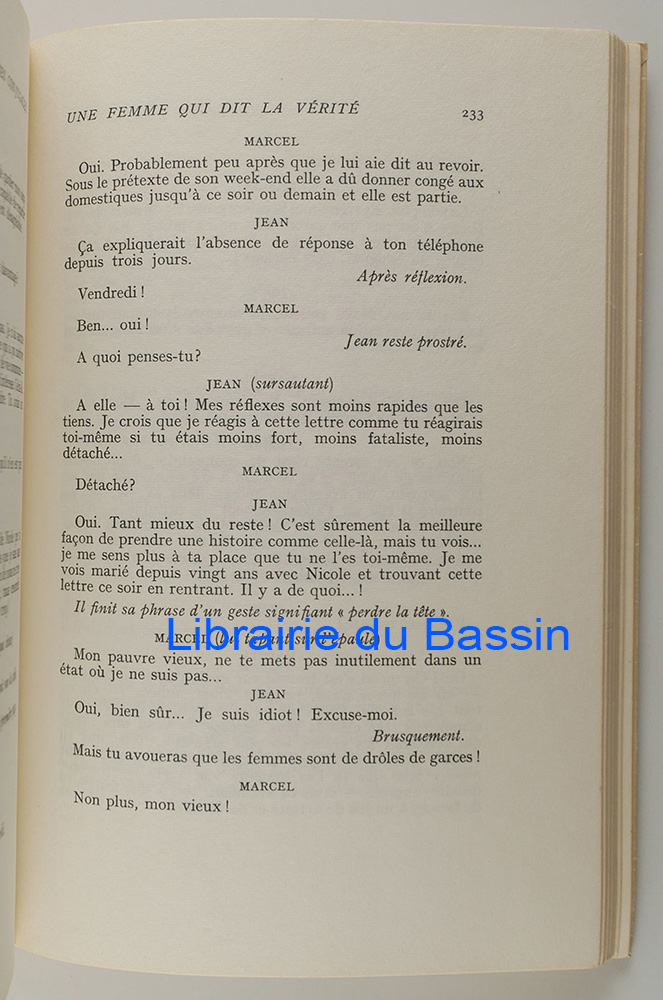 UNE FEMME QUI DIT LA VÉRITÉ 233
MARCEL
Oui. Probablement peu après que je lui aie dit au revoir.
Sous le prétexte de son week-end elle a dû donner congé aux
domestiques jusqu'à ce soir ou demain et elle est partie.
JEAN
Ça expliquerait l'absence de réponse à ton téléphone
depuis trois jours.
Après réflexion.
Vendredi !
MARCEL
Ben... oui !
Jean reste prostré.
A quoi penses-tu?
JEAN (sursautant)
A elle — à toi ! Mes réflexes sont moins rapides que les
tiens. Je crois que je réagis à cette lettre comme tu réagirais
toi-même si tu étais moins fort, moins fataliste, moins
détaché...
MARCEL
Détaché?
JEAN
Oui. Tant mieux du reste ! C'est sûrement la meilleure
façon de prendre une histoire comme celle-là, mais tu vois...
je me sens plus à ta place que tu ne l'es toi-même. Je me
vois marié depuis vingt ans avec Nicole et trouvant cette
lettre ce soir en rentrant. Il y a de quoi... !
Il finit sa phrase d'un geste signifiant « perdre la tête ».
MARCEL (lui tapant sur l'épaule)
Librairie du Bassin
Mon pauvre vieux, ne te mets pas inutilement dans un
état où je ne suis pas...
JEAN
Oui, bien sûr... Je suis idiot ! Excuse-moi.
Brusquement.
Mais tu avoueras que les femmes sont de drôles de garces !
MARCEL
Non plus, mon vieux !